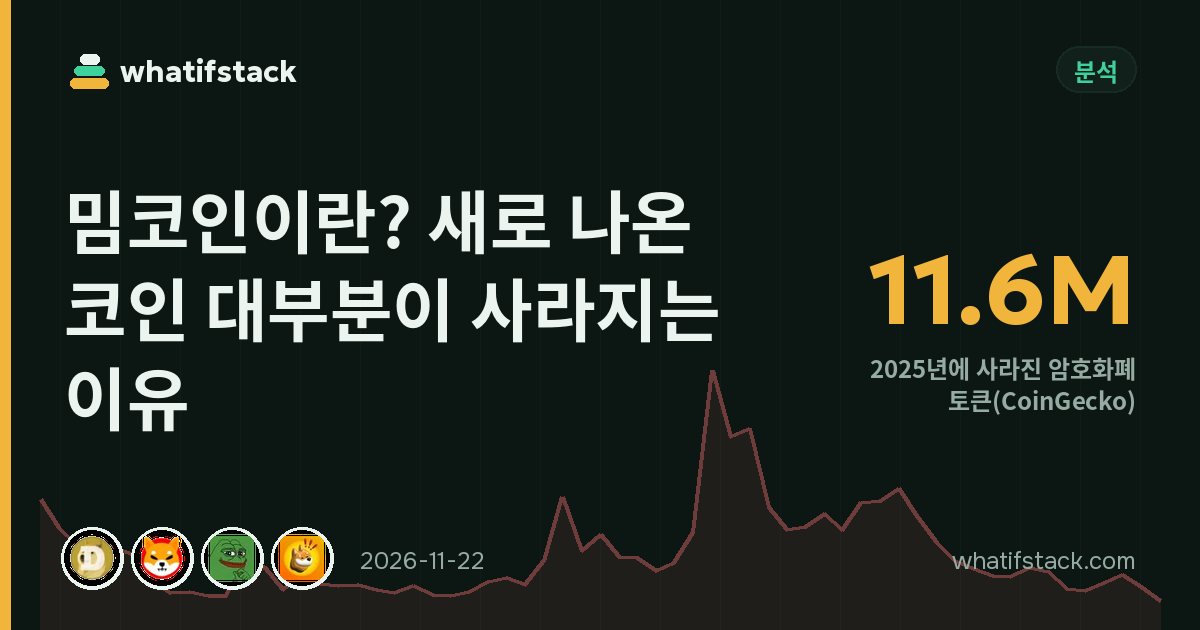 whatifstack
분석
밈코인이란? 새로 나온
코인 대부분이 사라지는
이유
11.6M
2025년에 사라진 암호화폐
토큰(CoinGecko)
2026-11-22
whatifstack.com